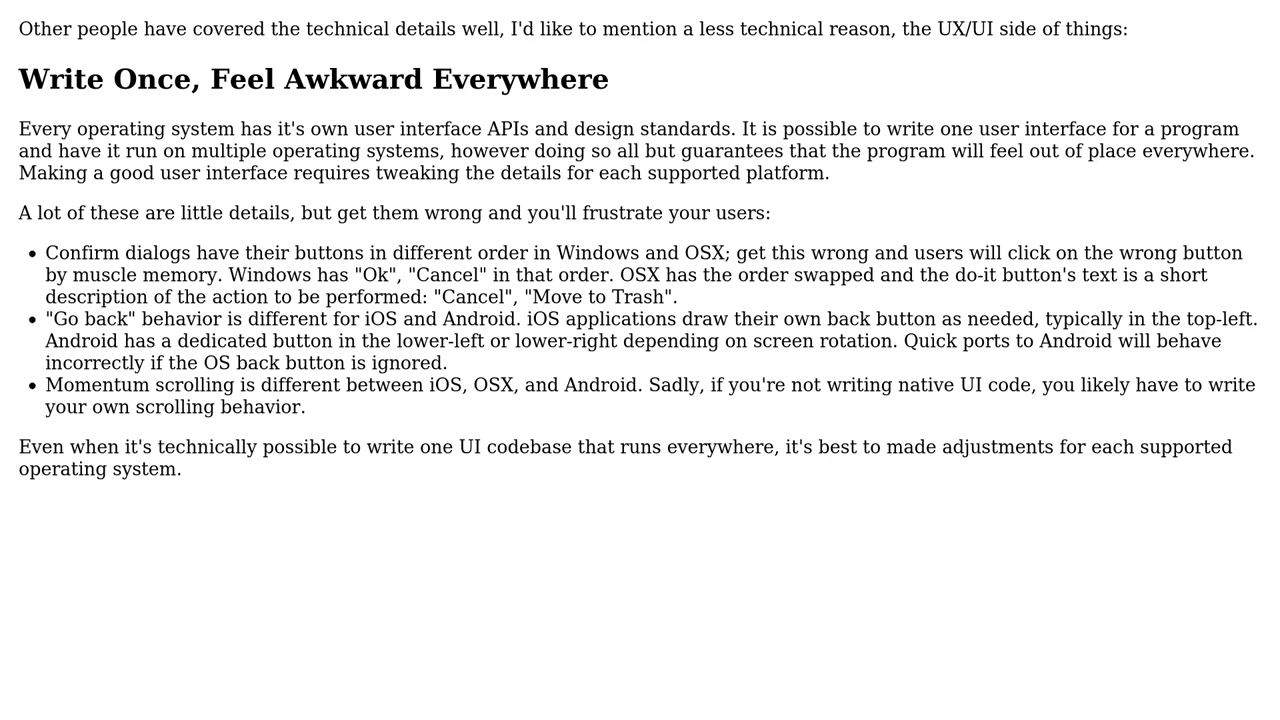 Other people have covered the technical details well, I'd like to mention a less technical reason, the UX/UI side of things:
Write Once, Feel Awkward Everywhere
Every operating system has it's own user interface APIs and design standards. It is possible to write one user interface for a program
and have it run on multiple operating systems, however doing so all but guarantees that the program will feel out of place everywhere.
Making a good user interface requires tweaking the details for each supported platform.
A lot of these are little details, but get them wrong and you'll frustrate your users:
• Confirm dialogs have their buttons in different order in Windows and OSX; get this wrong and users will click on the wrong button
by muscle memory. Windows has "Ok", "Cancel" in that order. OSX has the order swapped and the do-it button's text is a short
description of the action to be performed: "Cancel", "Move to Trash".
• "Go back" behavior is different for iOS and Android. iOS applications draw their own back button as needed, typically in the top-left.
Android has a dedicated button in the lower-left or lower-right depending on screen rotation. Quick ports to Android will behave
incorrectly if the OS back button is ignored.
• Momentum scrolling is different between iOS, OSX, and Android. Sadly, if you're not writing native UI code, you likely have to write
your own scrolling behavior.
Even when it's technically possible to write one UI codebase that runs everywhere, it's best to made adjustments for each supported
operating system.